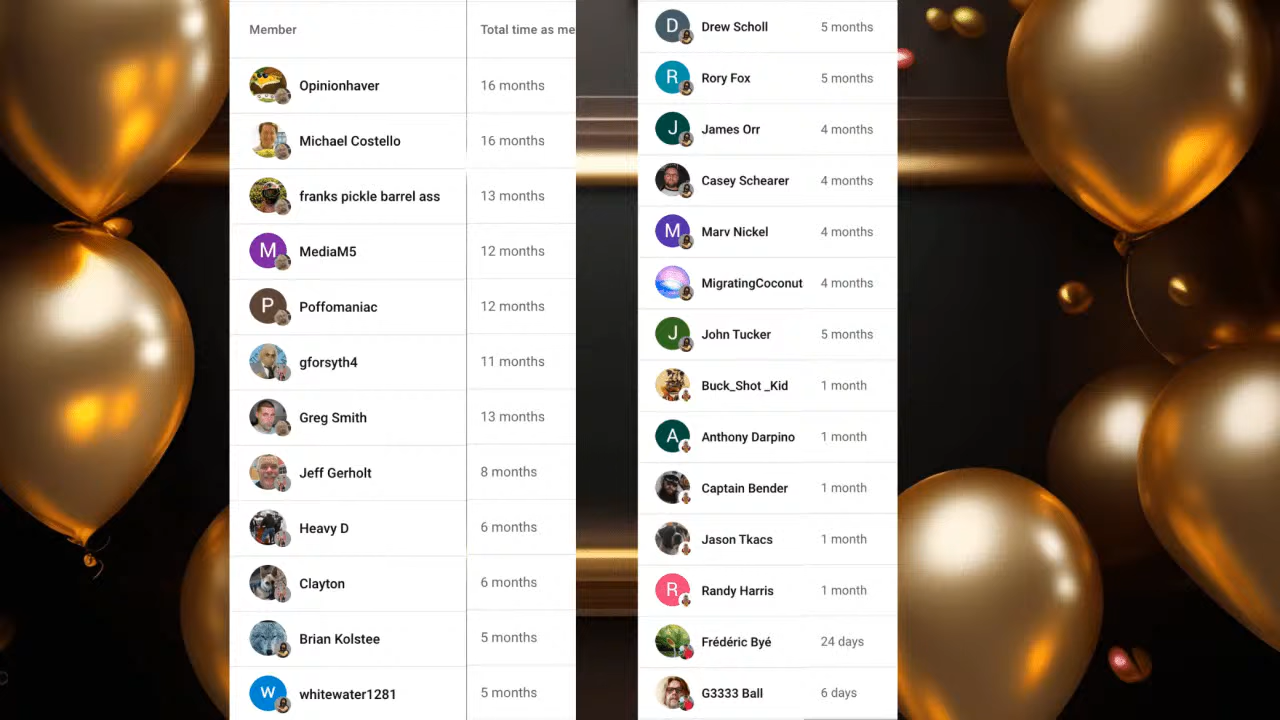 Member Total time as me
Opinionhaver 16 months
Michael Costello 16 months
franks pickle barrel ass 13 months
M MediaM5 12 months
P Poffomaniac 12 months
gforsyth4 11 months
Greg Smith 13 months
Jeff Gerholt 8 months
Heavy D 6 months
Clayton 6 months
Brian Kolstee 5 months
W whitewater1281 5 months
D Drew Scholl 5 months
R Rory Fox 5 months
J James Orr 4 months
Casey Schearer 4 months
M Marv Nickel 4 months
MigratingCoconut 4 months
J John Tucker 5 months
Buck_Shot _Kid 1 month
A Anthony Darpino 1 month
Captain Bender 1 month
Jason Tkacs 1 month
R Randy Harris 1 month
Frédéric Byé 24 days
G3333 Ball 6 days